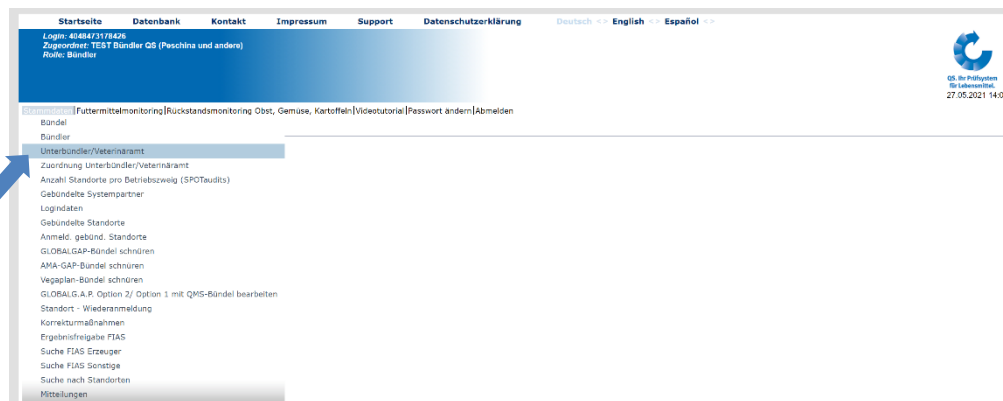 Startseite Datenbank Kontakt Impressum Support Datenschutzerklärung Deutsch <> English <> Español <>
Login: 4048473178426
Zugeordnet: TEST Bündler QS (Peschina und andere)
Rolle: Bündler
QS. Ihr Prüfsystem
für Lebensmittel.
27.05.2021 14:0
Stammdaten|Futtermittelmonitoring|Rückstandsmonitoring Obst, Gemüse, Kartoffeln|Videotutorial|Passwort ändern|Abmelden
Bündel
Bündler
Unterbündler/Veterinäramt
Zuordnung Unterbündler/Veterinäramt
Anzahl Standorte pro Betriebszweig (SPOTaudits)
Gebündelte Systempartner
Logindaten
Gebündelte Standorte
Anmeld. gebünd. Standorte
GLOBALGAP-Bündel schnüren
AMA-GAP-Bündel schnüren
Vegaplan-Bündel schnüren
GLOBALG.A.P. Option 2/ Option 1 mit QMS-Bündel bearbeiten
Standort - Wiederanmeldung
Korrekturmaßnahmen
Ergebnisfreigabe FIAS
Suche FIAS Erzeuger
Suche FIAS Sonstige
Suche nach Standorten
Mitteilungen